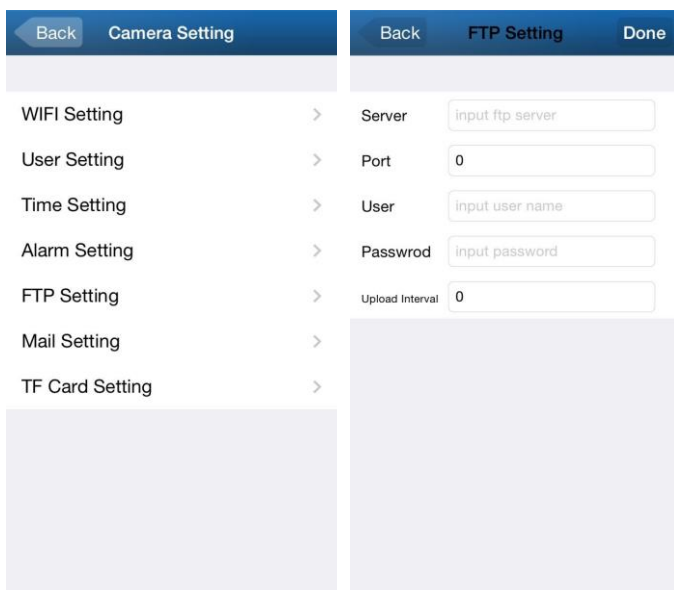 Back Camera Setting
WIFI Setting
User Setting
Time Setting
Alarm Setting
FTP Setting
Mail Setting
TF Card Setting
Back FTP Setting Done
Server input ftp server
Port 0
User input user name
Passwrod input password
Upload Interval 0